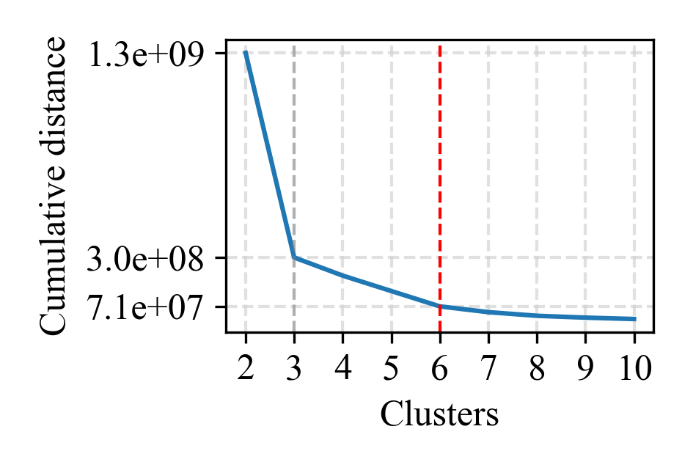 Cumulative distance
1.3e+09
3.0e+08
7.1e+07
2 3 4 5 6 7 8 9 10
Clusters